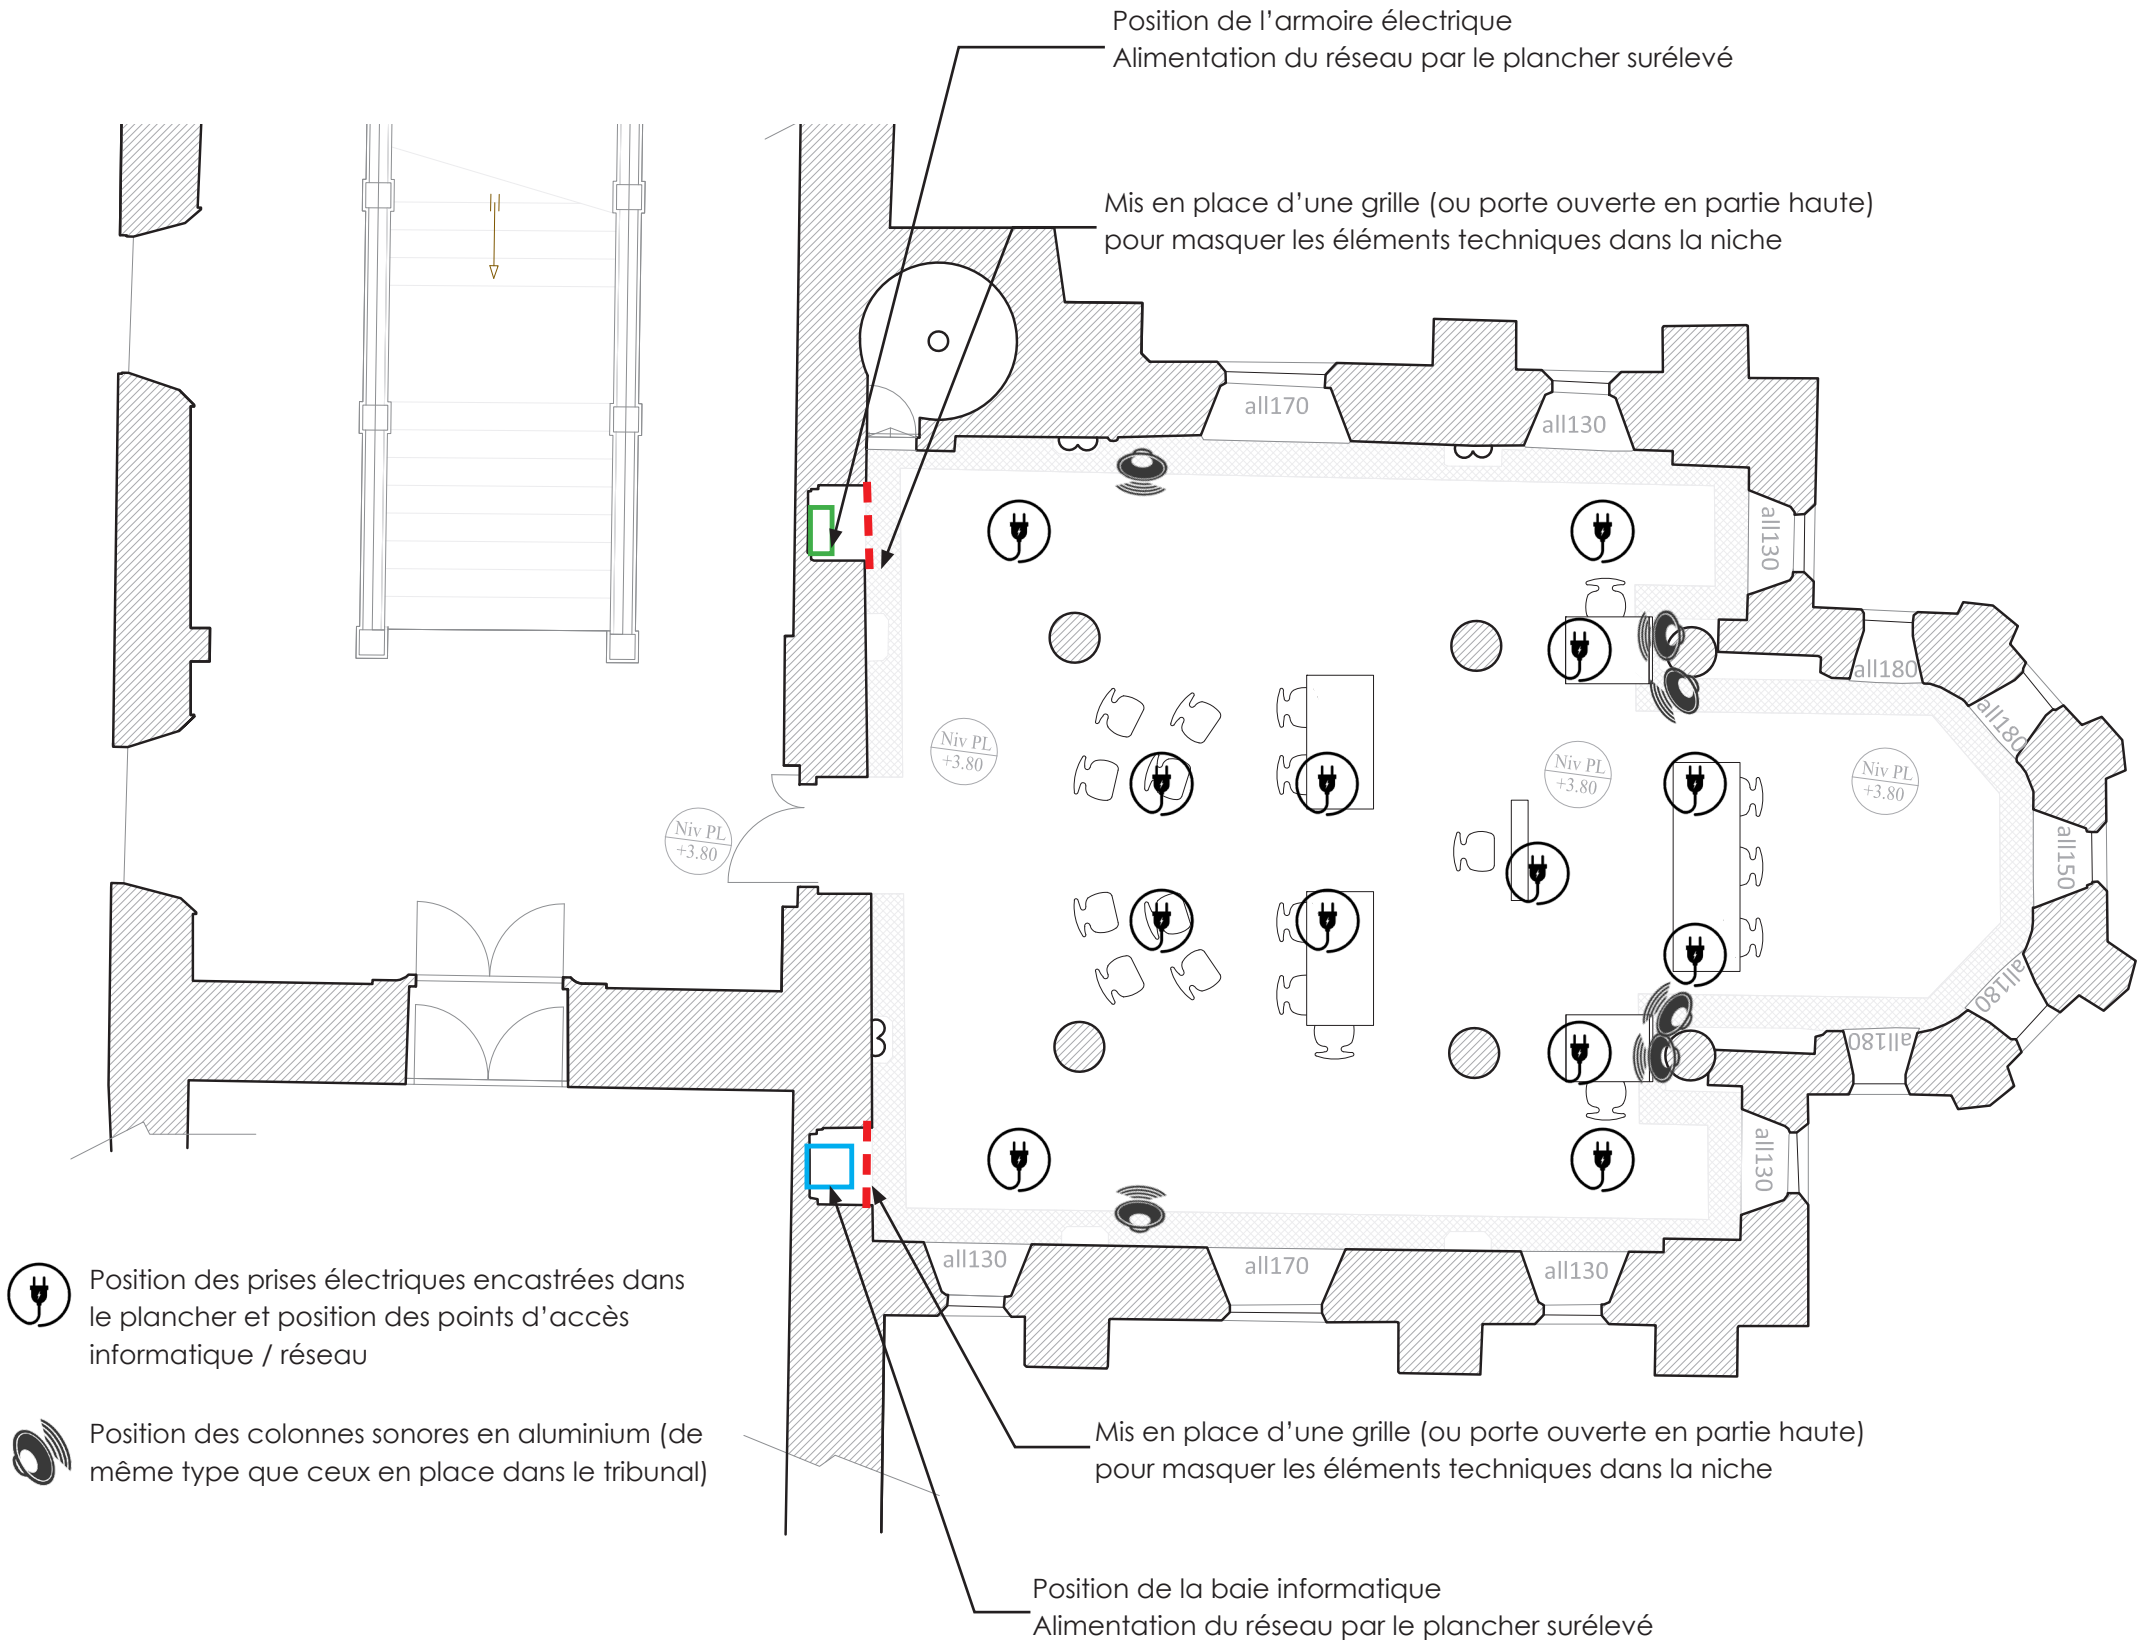 Position de l’armoire électrique
Alimentation du réseau par le plancher surélevé
Mis en place d’une grille (ou porte ouverte en partie haute)
pour masquer les éléments techniques dans la niche
all170
all130
all130
all180
all180
Niv PL
+3.80
Niv PL
+3.80
Niv PL
+3.80
Niv PL
+3.80
all150
all180
all180
all130
all130
all170
all130
Position des prises électriques encastrées dans
le plancher et position des points d’accès
informatique / réseau
Position des colonnes sonores en aluminium (de
même type que ceux en place dans le tribunal)
Mis en place d’une grille (ou porte ouverte en partie haute)
pour masquer les éléments techniques dans la niche
Position de la baie informatique
Alimentation du réseau par le plancher surélevé